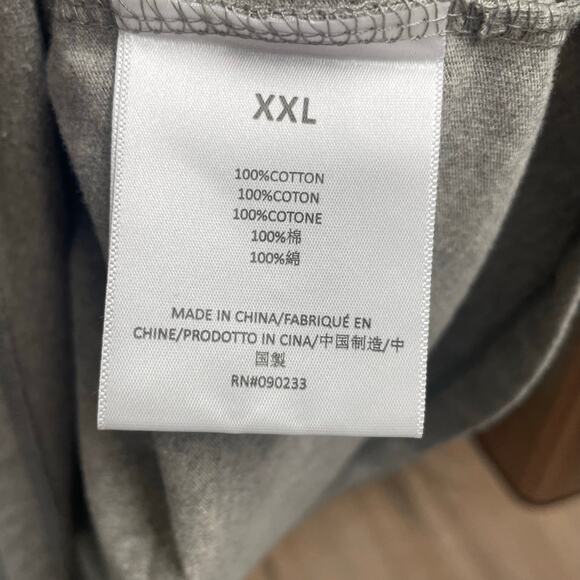 XXL
100%COTTON
100%COTON
100%COTONE
100%棉
100%綿
MADE IN CHINA/FABRIQUÉ EN
CHINE/PRODOTTO IN CINA/中国制造/中
国製
RN#090233